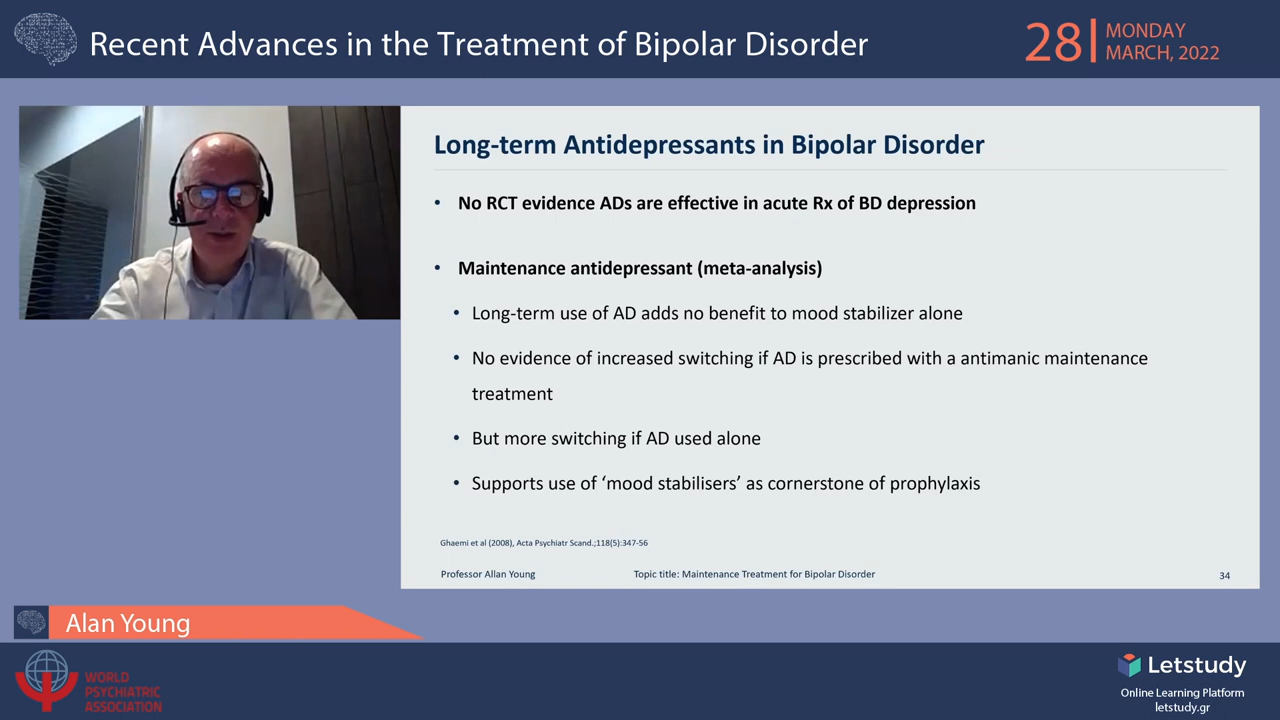 Recent Advances in the Treatment of Bipolar Disorder
28
MONDAY
MARCH, 2022
Long-term Antidepressants in Bipolar Disorder
• No RCT evidence ADs are effective in acute Rx of BD depression
• Maintenance antidepressant (meta-analysis)
• Long-term use of AD adds no benefit to mood stabilizer alone
• No evidence of increased switching if AD is prescribed with a antimanic maintenance
treatment
• But more switching if AD used alone
• Supports use of ‘mood stabilisers’ as cornerstone of prophylaxis
Ghaemi et al (2008), Acta Psychiatr Scand.;118(5):347-56
Professor Allan Young
Topic title: Maintenance Treatment for Bipolar Disorder
34
Alan Young
WORLD
PSYCHIATRIC
ASSOCIATION
Letstudy
Online Learning Platform
letstudy.gr